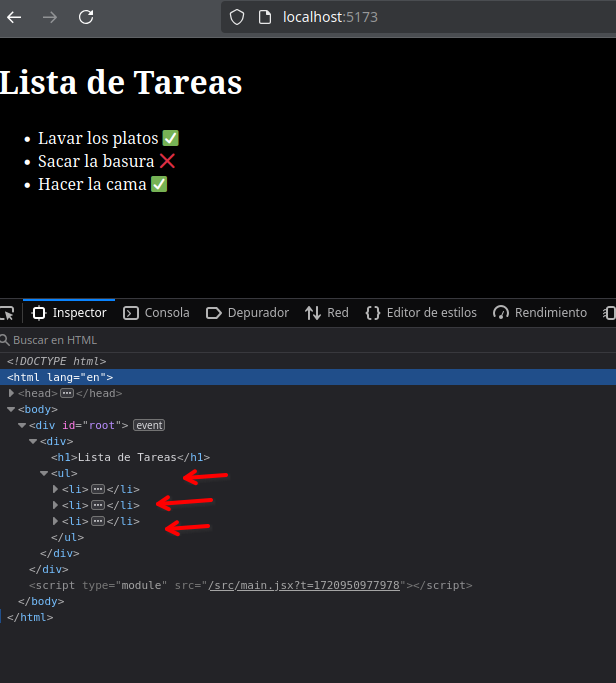 localhost:5173
Lista de Tareas
• Lavar los platos ✅
• Sacar la basura ❌
• Hacer la cama ✅
Inspector Consola Depurador Red Editor de estilos Rendimiento
Buscar en HTML
<!DOCTYPE html>
<html lang="en">
<head> ••• </head>
<body>
<div id="root"> event
<div>
<h1>Lista de Tareas</h1>
<ul>
<li> ••• </li>
<li> ••• </li>
<li> ••• </li>
</ul>
</div>
</div>
<script type="module" src="/src/main.jsx?t=1720950977978"></script>
</body>
</html>